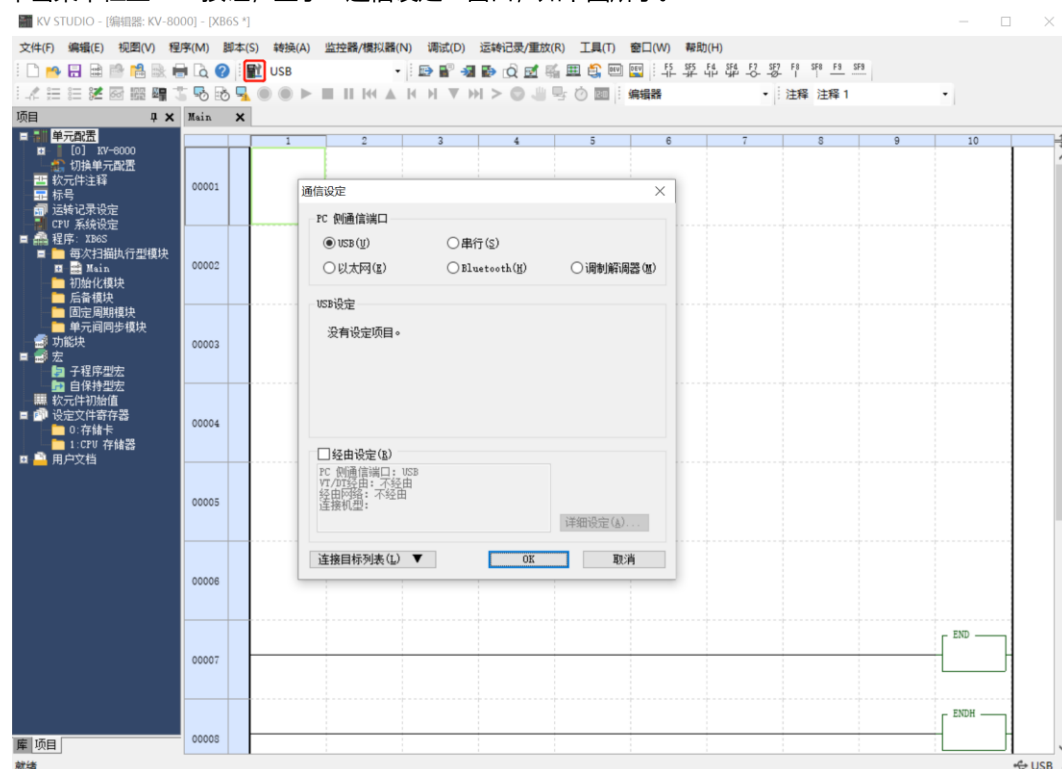 KV STUDIO - [编辑器: KV-8000] - [XB6S *]
文件(F) 编辑(E) 视图(V) 程序(M) 脚本(S) 转换(A) 监控器/模拟器(N) 调试(D) 运转记录/重放(R) 工具(T) 窗口(W) 帮助(H)
USB
F5 SF5 F4 SF4 F7 SF7 F8 SF8 F9 SF9
编辑器 注释 注释 1
项目 Main
1 2 3 4 5 6 7 8 9 10
单元配置
[0] KV-8000
切换单元配置
软元件注释
标号
运转记录设定
CPU 系统设定
程序: XB6S
每次扫描执行型模块
Main
初始化模块
后备模块
固定周期模块
单元间同步模块
功能块
宏
子程序型宏
自保持型宏
软元件初始值
设定文件寄存器
0:存储卡
1:CPU 存储器
用户文档
00001
00002
00003
00004
00005
00006
00007
00008
通信设定
PC 侧通信端口
USB(U) 串行(S)
以太网(E) Bluetooth(H) 调制解调器(M)
USB设定
没有设定项目。
经由设定(R)
PC 侧通信端口: USB
VT/DT经由: 不经由
经由网络: 不经由
连接机型:
详细设定(A)...
连接目标列表(L) ▼ OK 取消
END
ENDH
库 项目
就绪 USB